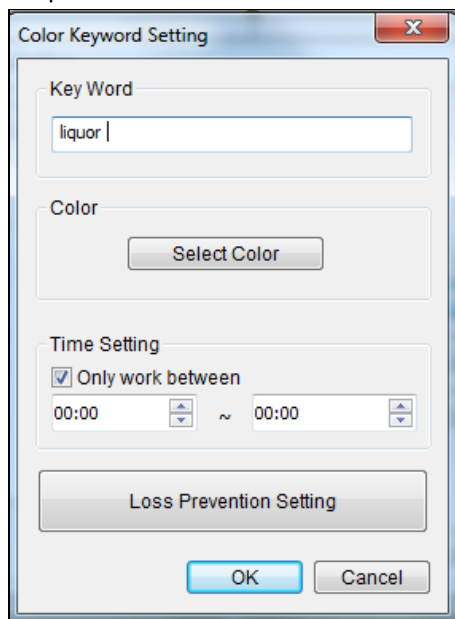 Color Keyword Setting
Key Word
liquor
Color
Select Color
Time Setting
Only work between
00:00 ~ 00:00
Loss Prevention Setting
OK Cancel